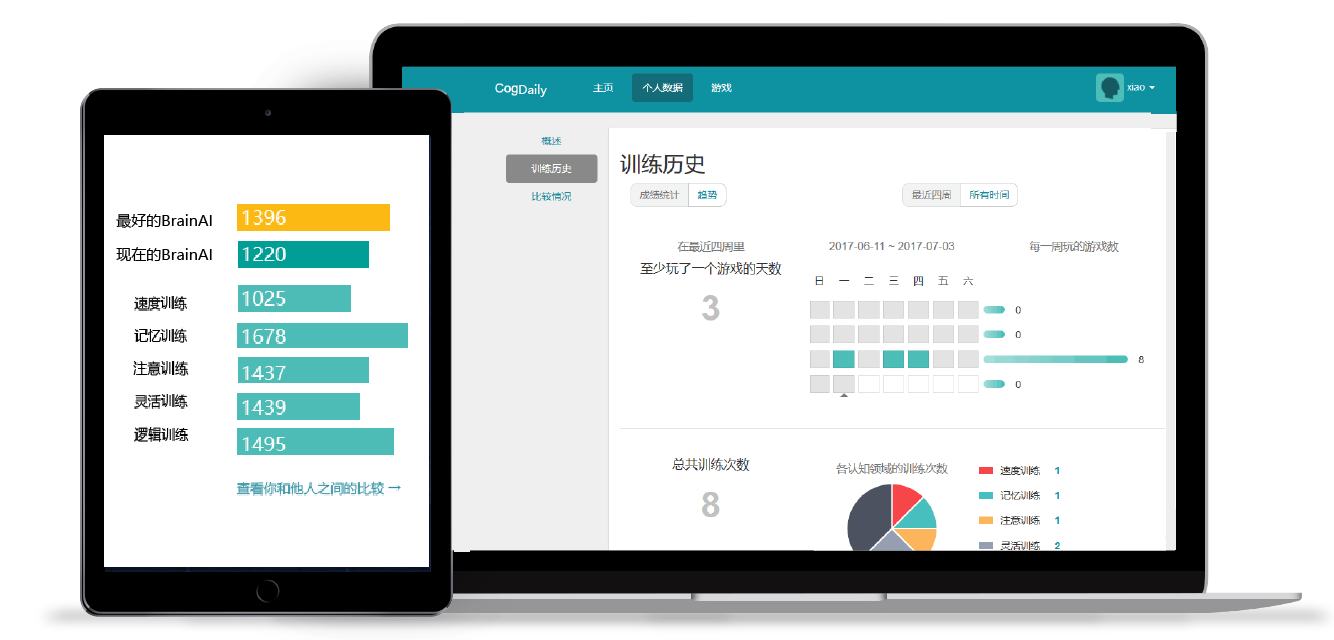 CogDaily 主页 个人数据 游戏 xiao
概述
训练历史
比较情况
训练历史
成绩统计 趋势
最近四周 所有时间
在最近四周里
至少玩了一个游戏的天数
3
2017-06-11 ~ 2017-07-03
每一周玩的游戏数
日 一 二 三 四 五 六
0
0
8
0
总共训练次数
8
各认知领域的训练次数
速度训练 1
记忆训练 1
注意训练 1
灵活训练 2
最好的BrainAI 1396
现在的BrainAI 1220
速度训练 1025
记忆训练 1678
注意训练 1437
灵活训练 1439
逻辑训练 1495
查看你和他人之间的比较 →